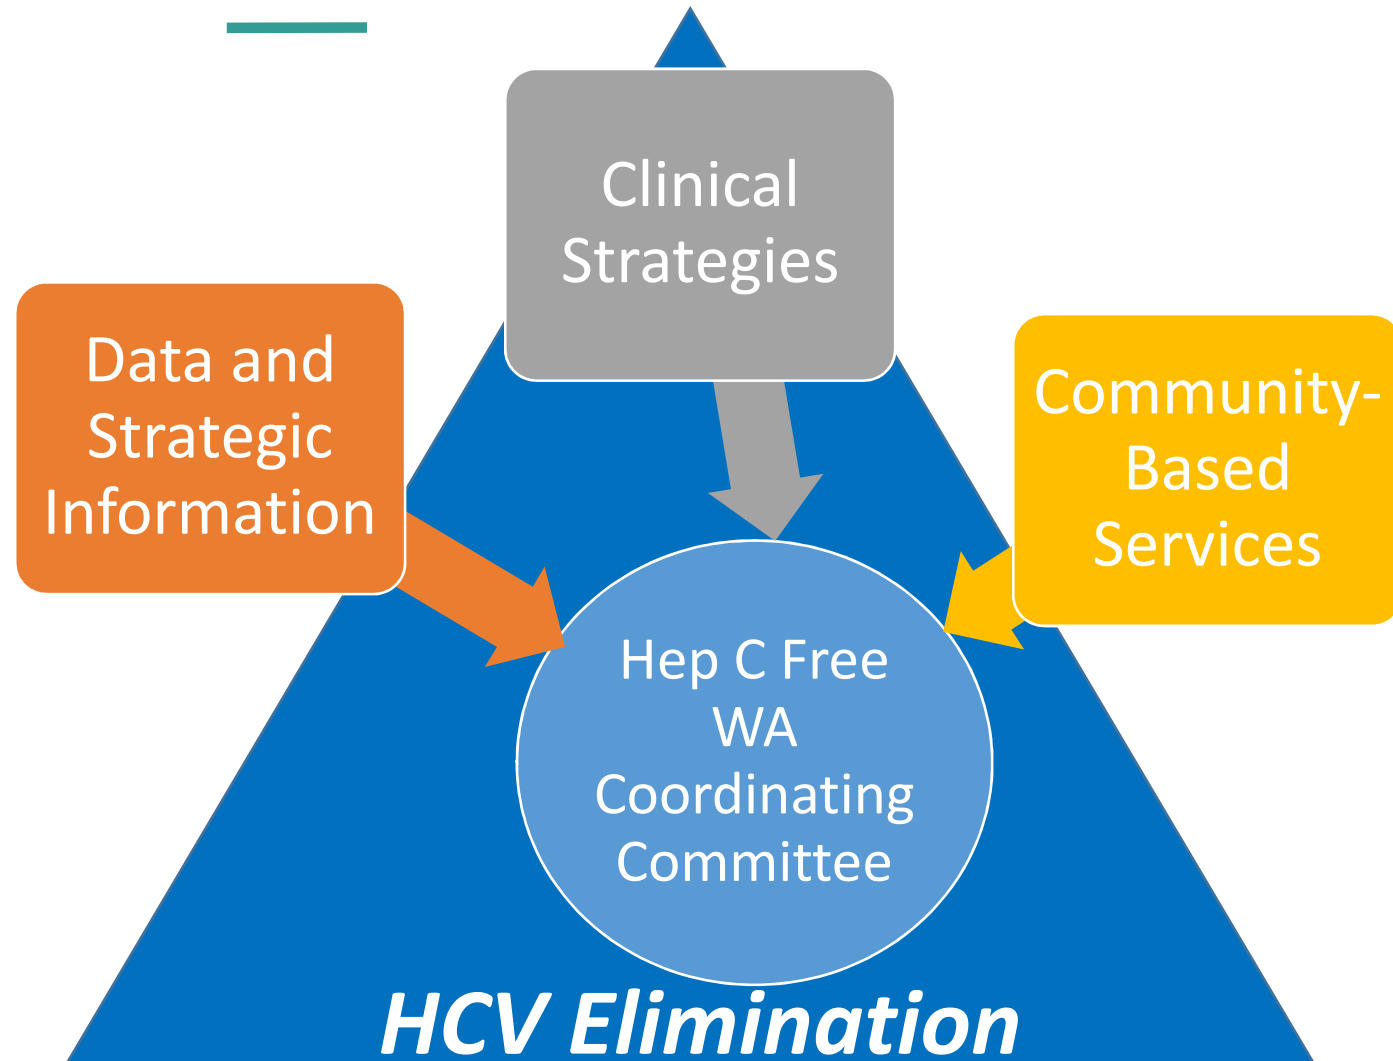 Clinical
Strategies
Data and
Strategic
Information
Community-
Based
Services
Hep C Free
WA
Coordinating
Committee
HCV Elimination